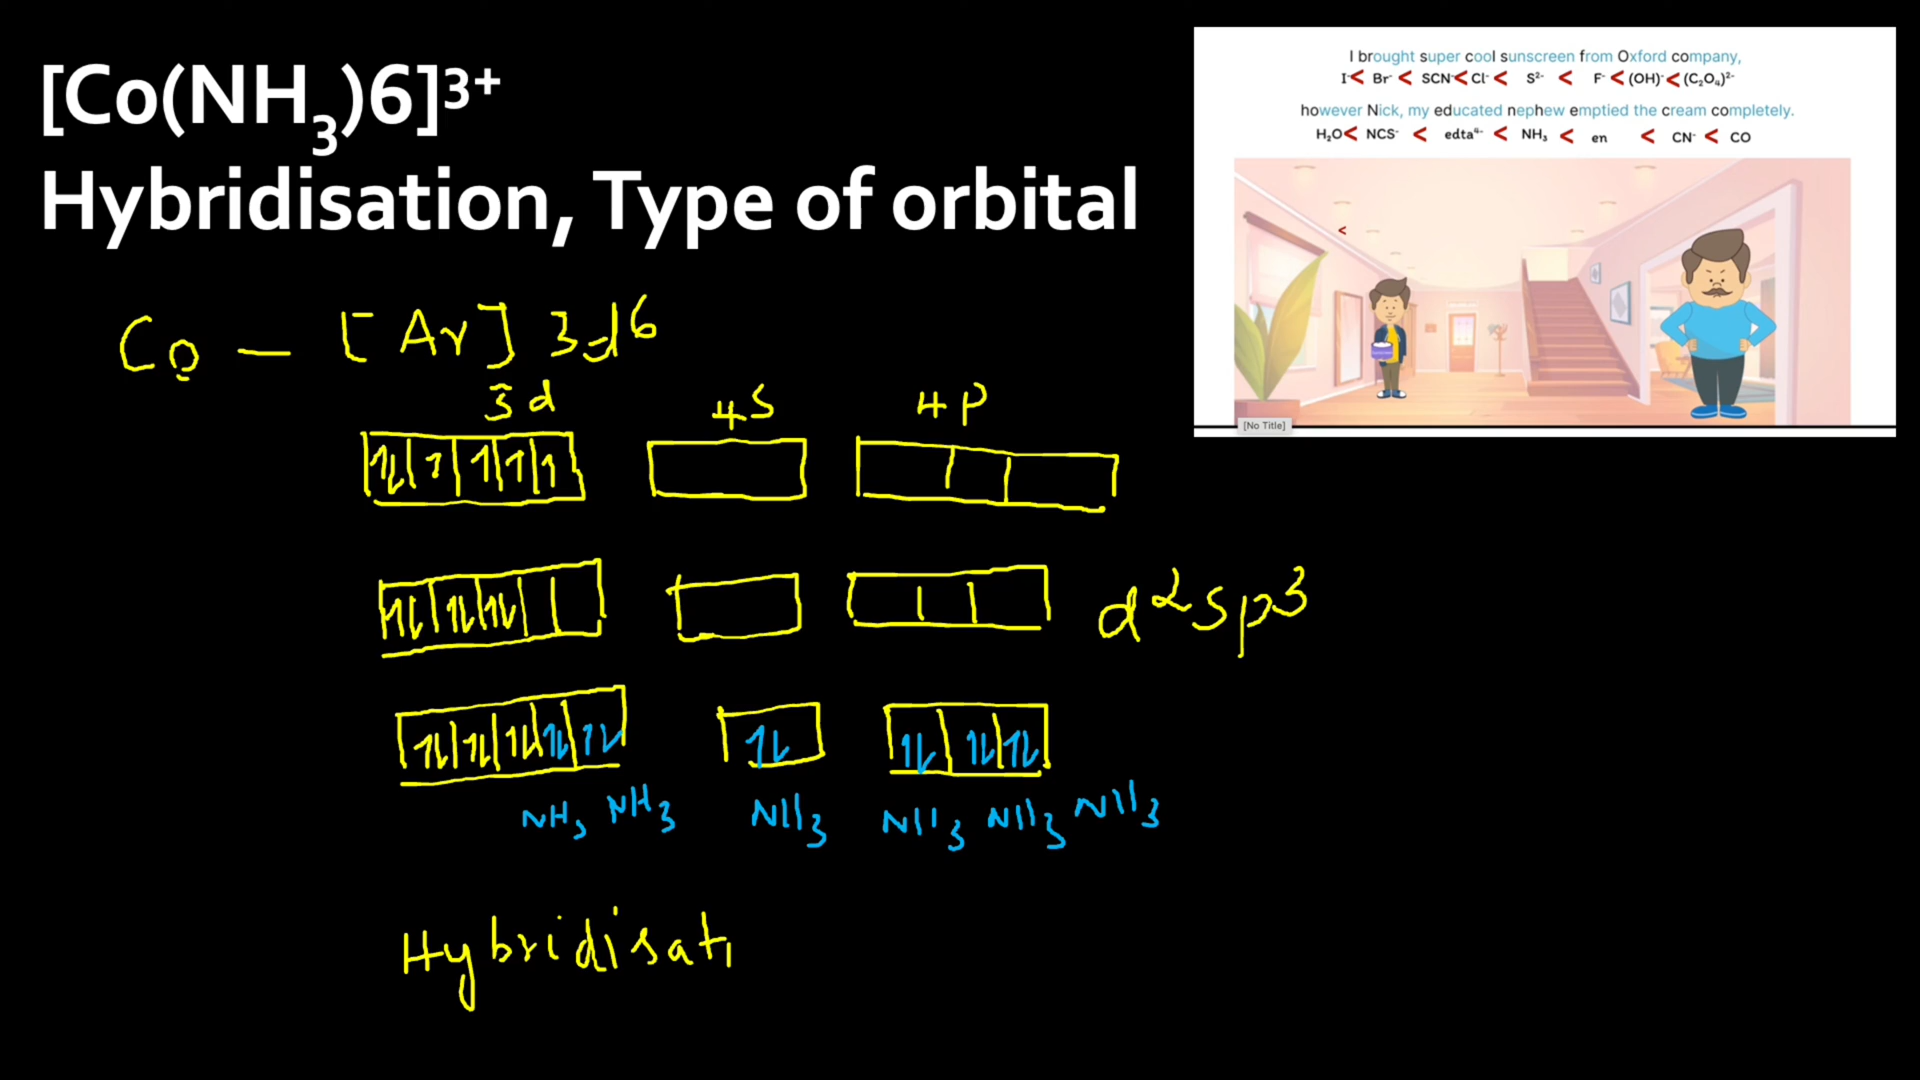 [Co(NH₃)6]³⁺
Hybridisation, Type of orbital
I brought super cool sunscreen from Oxford company,
I⁻ < Br⁻ < SCN⁻ < Cl⁻ < S²⁻ < F⁻ < (OH)⁻ < (C₂O₄)²⁻
however Nick, my educated nephew emptied the cream completely.
H₂O < NCS⁻ < edta⁴⁻ < NH₃ < en < CN⁻ < CO
<
[No Title]
Co — [Ar] 3d6
3d 4s 4p
d²sp³
NH₃ NH₃ NH₃ NH₃ NH₃ NH₃
Hybridisati